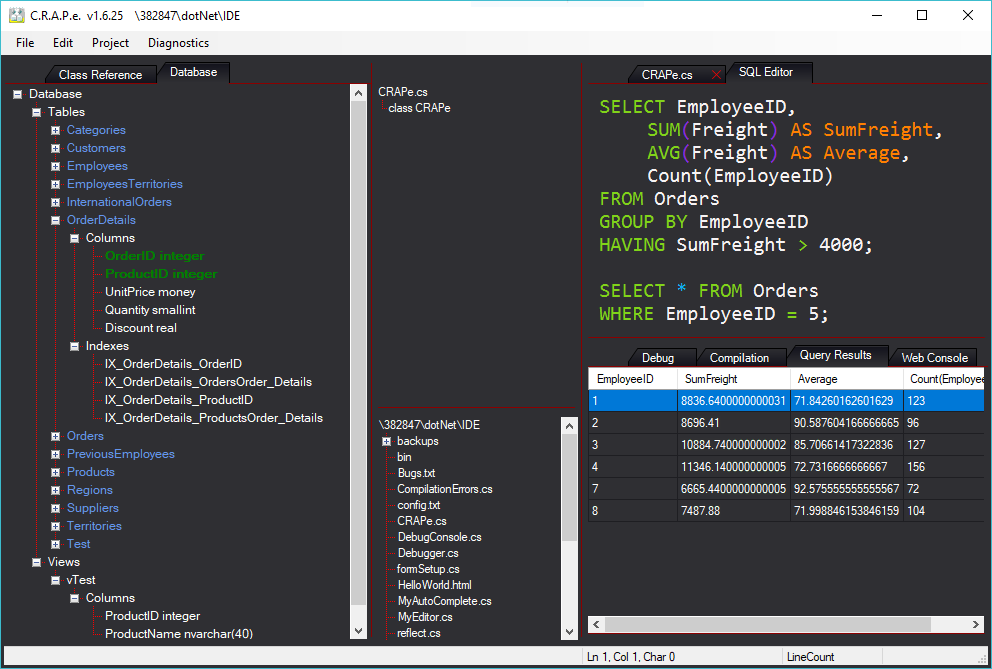 C.R.A.P.e. v1.6.25 \382847\dotNet\IDE
File Edit Project Diagnostics
Class Reference Database
Database
Tables
Categories
Customers
Employees
EmployeesTerritories
InternationalOrders
OrderDetails
Columns
OrderID integer
ProductID integer
UnitPrice money
Quantity smallint
Discount real
Indexes
IX_OrderDetails_OrderID
IX_OrderDetails_OrdersOrder_Details
IX_OrderDetails_ProductID
IX_OrderDetails_ProductsOrder_Details
Orders
PreviousEmployees
Products
Regions
Suppliers
Territories
Test
Views
vTest
Columns
ProductID integer
ProductName nvarchar(40)
CRAPe.cs
class CRAPe
\382847\dotNet\IDE
backups
bin
Bugs.txt
CompilationErrors.cs
config.txt
CRAPe.cs
DebugConsole.cs
Debugger.cs
formSetup.cs
HelloWorld.html
MyAutoComplete.cs
MyEditor.cs
reflect.cs
CRAPe.cs SQL Editor
SELECT EmployeeID,
SUM(Freight) AS SumFreight,
AVG(Freight) AS Average,
Count(EmployeeID)
FROM Orders
GROUP BY EmployeeID
HAVING SumFreight > 4000;
SELECT * FROM Orders
WHERE EmployeeID = 5;
Debug Compilation Query Results Web Console
EmployeeID SumFreight Average Count(Employee
1 8836.6400000000031 71.84260162601629 123
2 8696.41 90.587604166666665 96
3 10884.740000000002 85.70661417322836 127
4 11346.140000000005 72.7316666666667 156
7 6665.4400000000005 92.575555555555567 72
8 7487.88 71.998846153846159 104
Ln 1, Col 1, Char 0 LineCount